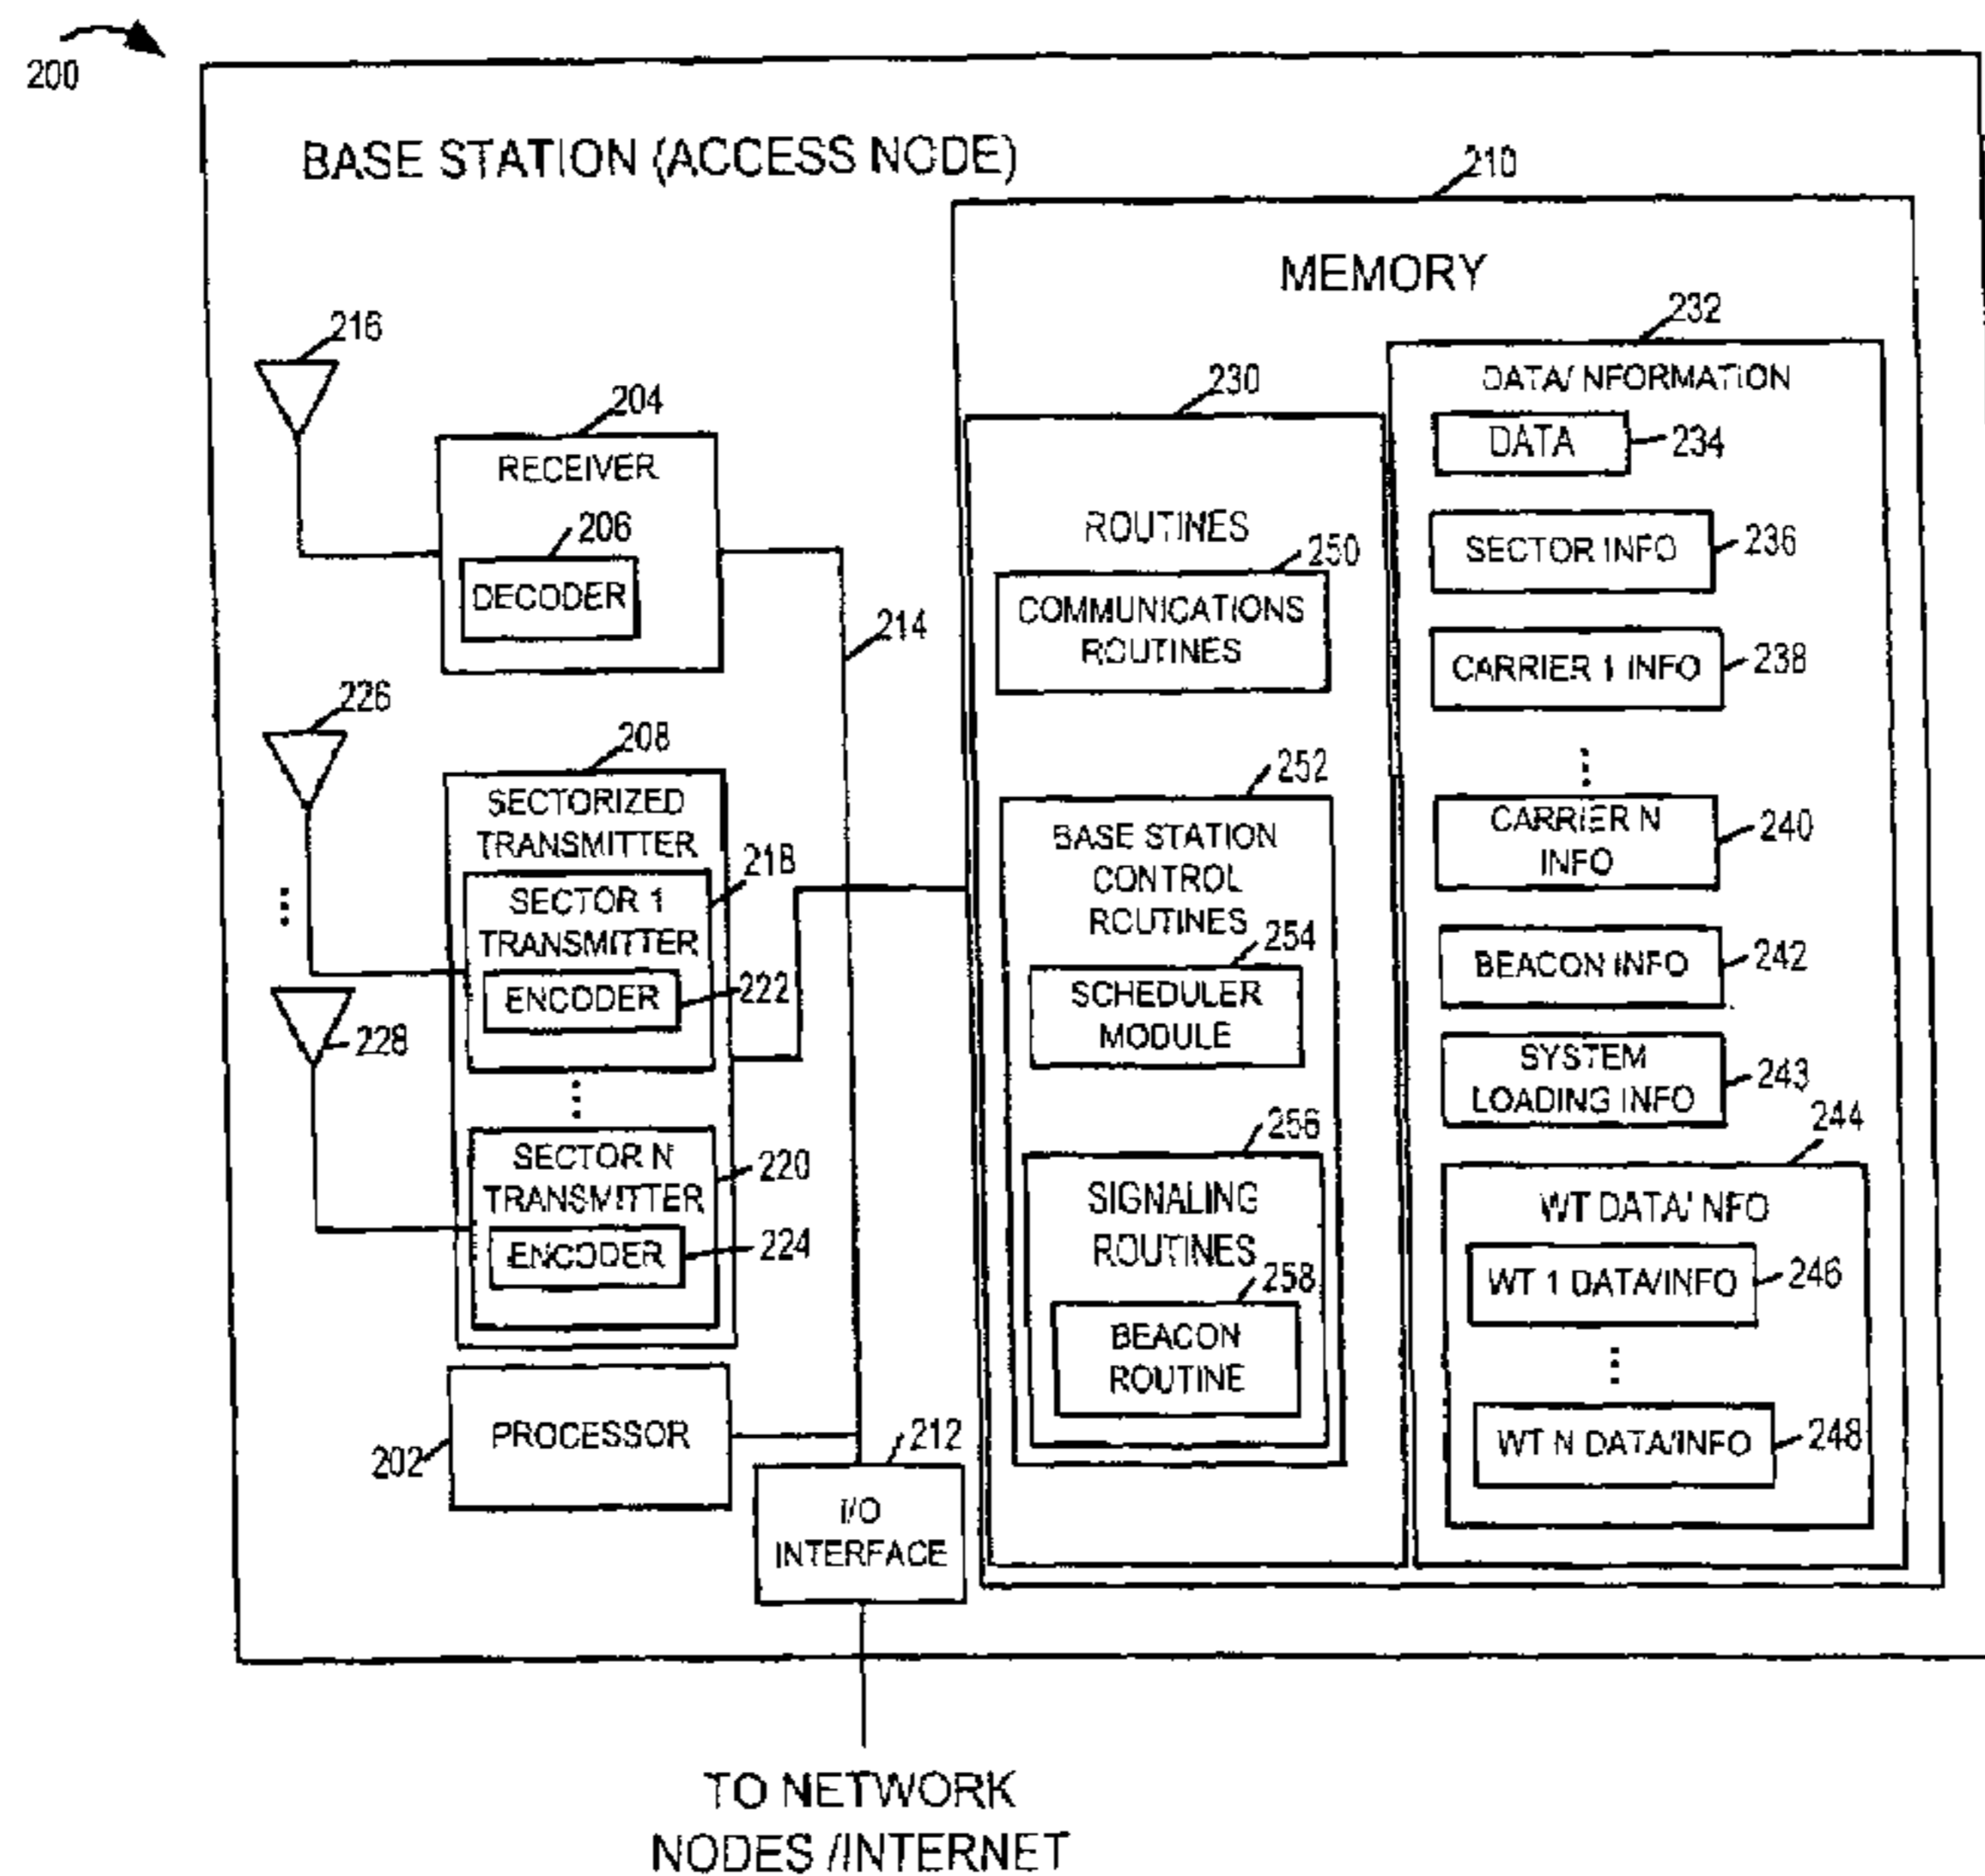 200
BASE STATION (ACCESS NODE)
210
MEMORY
216
204
RECEIVER
206
DECODER
214
226
208
SECTORIZED
TRANSMITTER
218
SECTOR 1
TRANSMITTER
ENCODER
222
228
SECTOR N
TRANSMITTER
220
ENCODER
224
PROCESSOR
202
212
I/O
INTERFACE
230
ROUTINES
250
COMMUNICATIONS
ROUTINES
252
BASE STATION
CONTROL
ROUTINES
254
SCHEDULER
MODULE
256
SIGNALING
ROUTINES
258
BEACON
ROUTINE
232
DATA/ NFORMATION
DATA
234
SECTOR INFO
236
CARRIER 1 INFO
238
CARRIER N
INFO
240
BEACON INFO
242
SYSTEM
LOADING INFO
243
244
WT DATA/ NFO
WT 1 DATA/INFO
246
WT N DATA/INFO
248
TO NETWORK
NODES /INTERNET